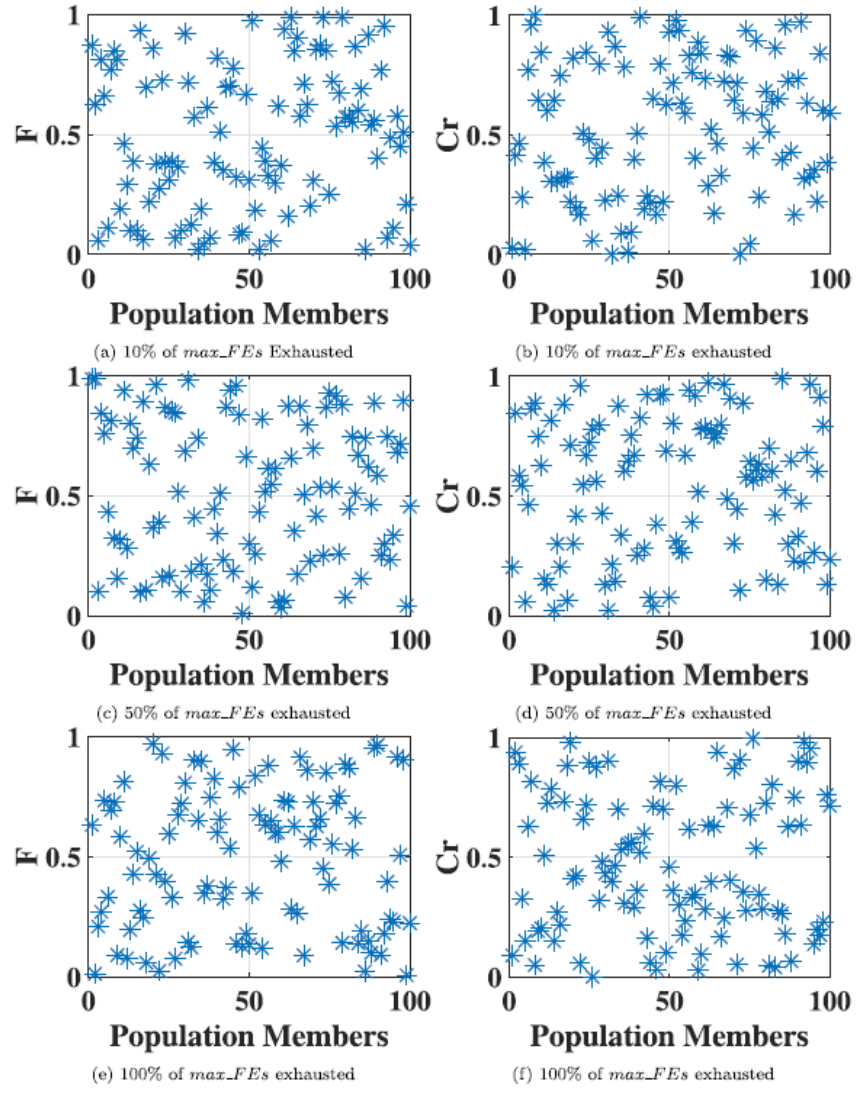 1
0.5
0
F
0
50
100
Population Members
(a) 10% of max_FEs Exhausted
1
0.5
0
Cr
0
50
100
Population Members
(b) 10% of max_FEs exhausted
1
0.5
0
F
0
50
100
Population Members
(c) 50% of max_FEs exhausted
1
0.5
0
Cr
0
50
100
Population Members
(d) 50% of max_FEs exhausted
1
0.5
0
F
0
50
100
Population Members
(e) 100% of max_FEs exhausted
1
0.5
0
Cr
0
50
100
Population Members
(f) 100% of max_FEs exhausted